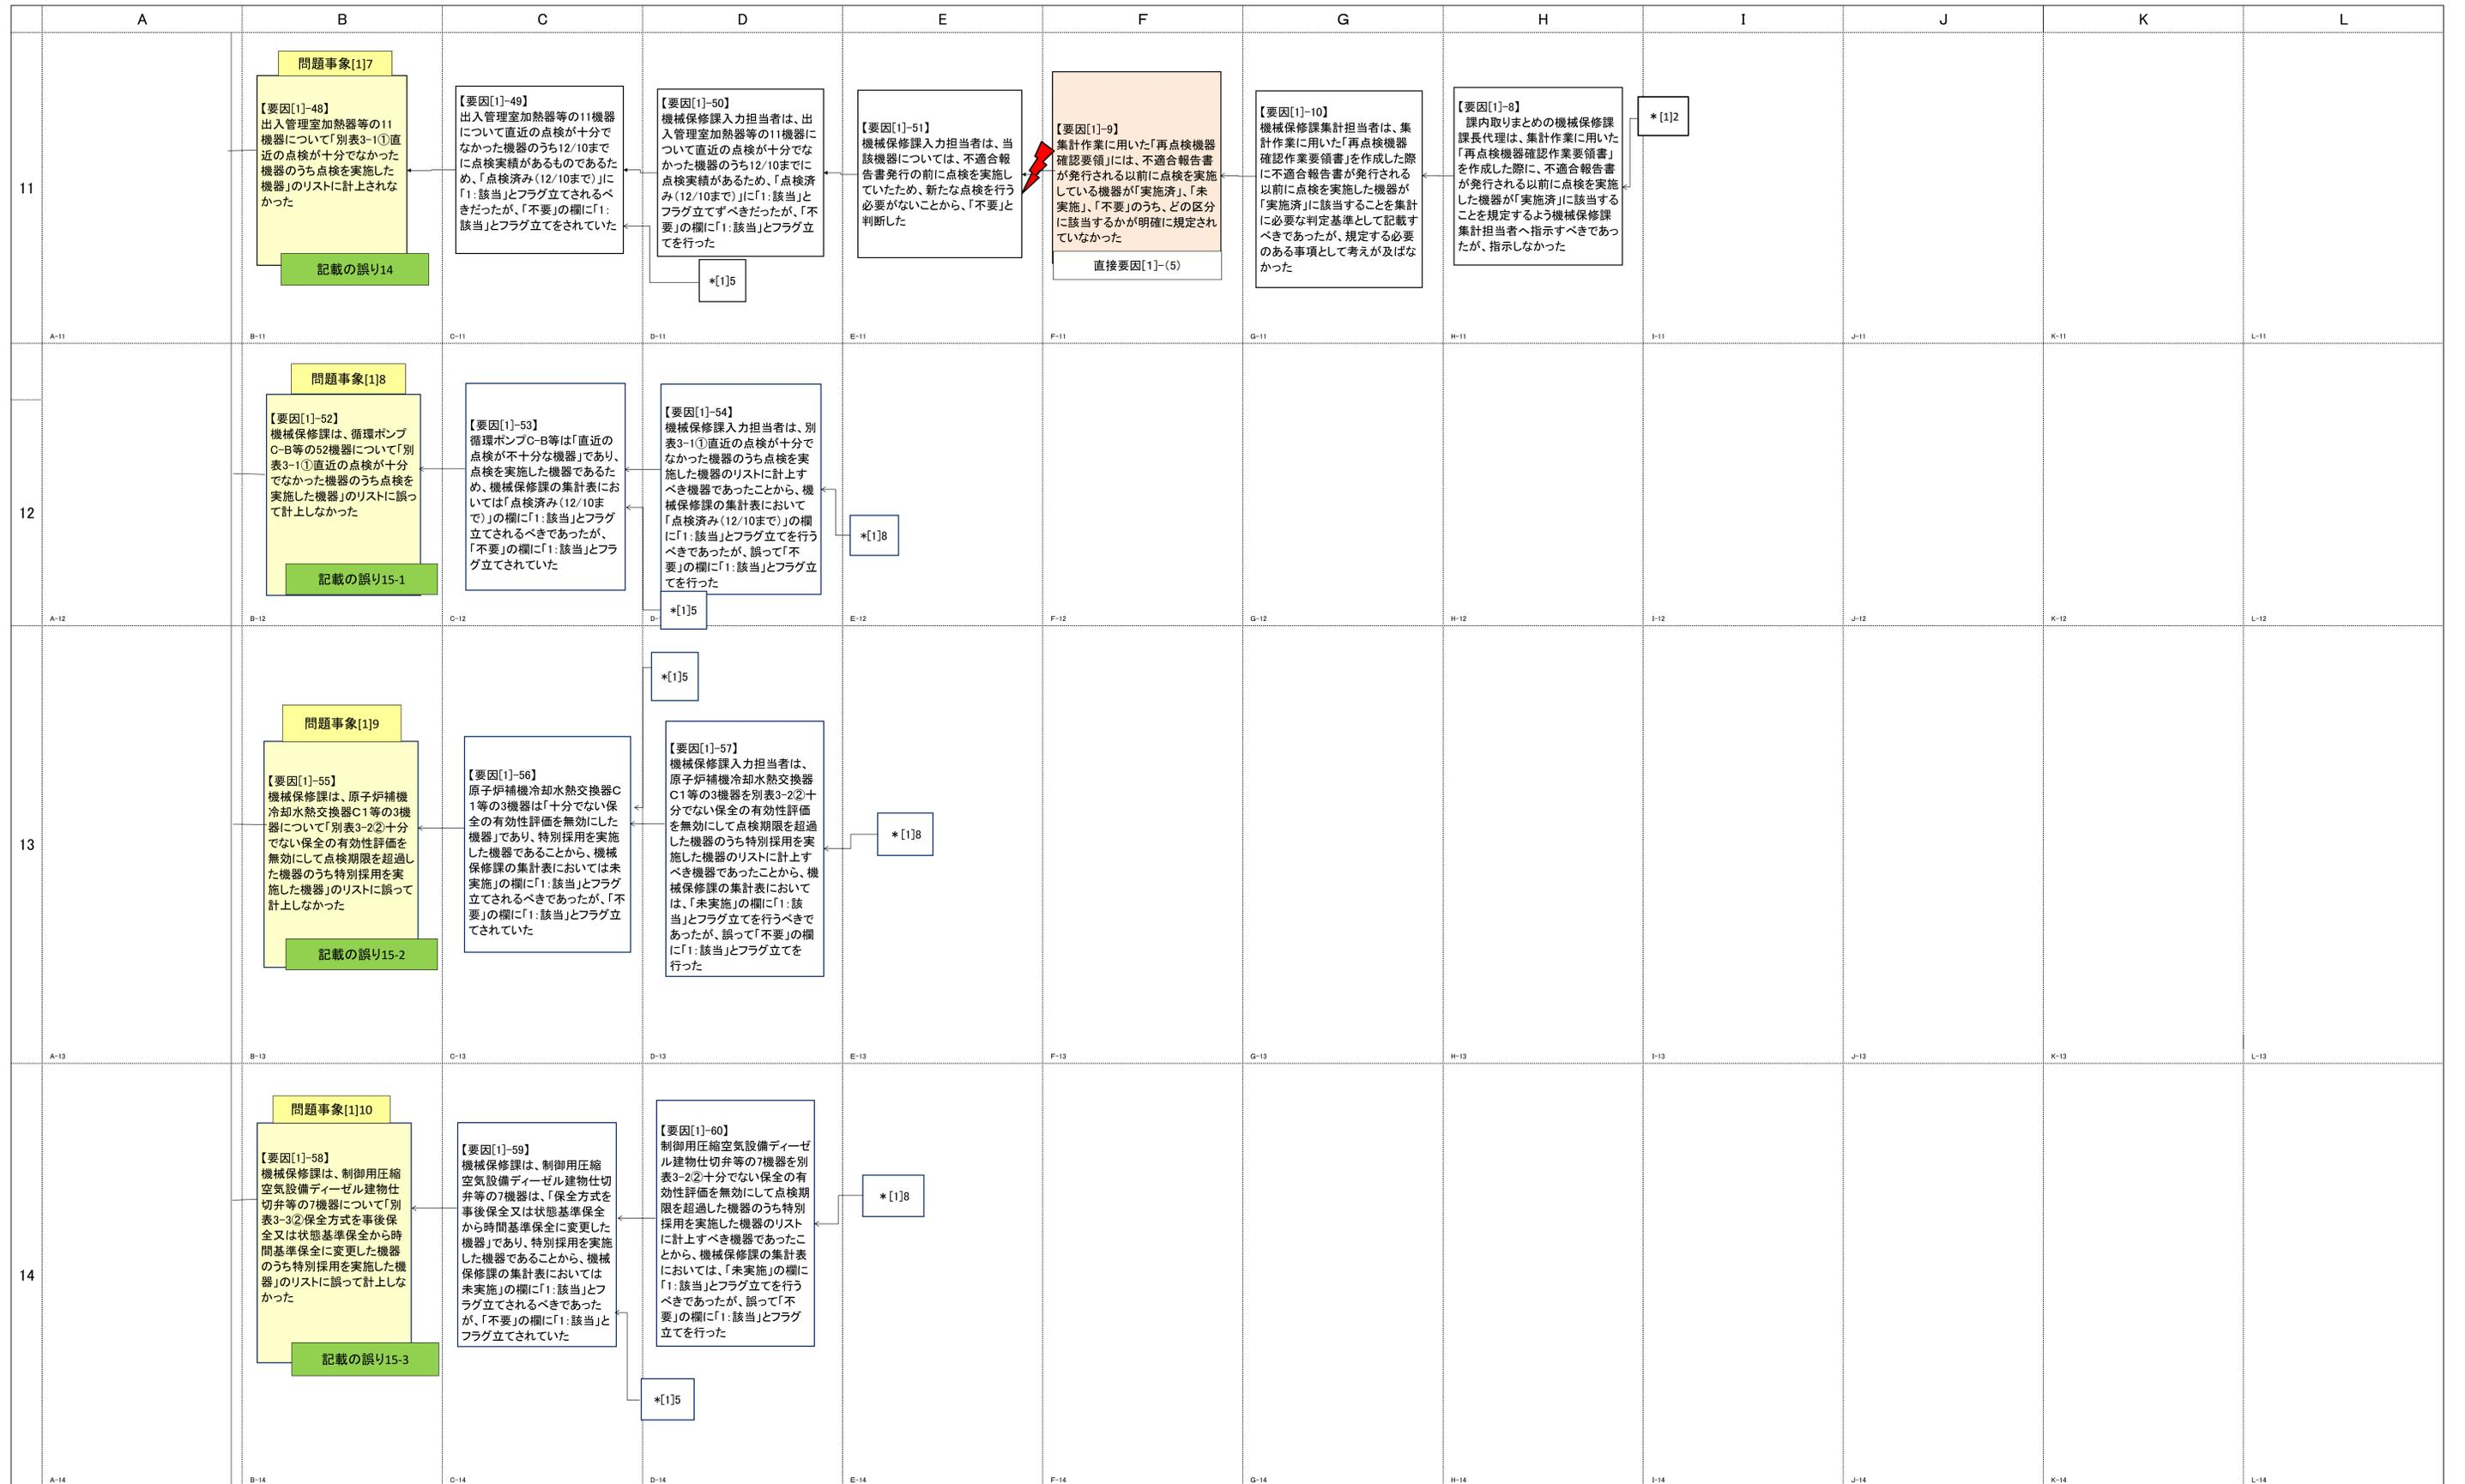 A
B
C
D
E
F
G
H
I
J
K
L
11
問題事象[1]7
【要因[1]-48】
出入管理室加熱器等の11
機器について「別表3-1①直
近の点検が十分でなかった
機器のうち点検を実施した
機器」のリストに計上されな
かった
記載の誤り14
【要因[1]-49】
出入管理室加熱器等の11機器
について直近の点検が十分で
なかった機器のうち12/10まで
に点検実績があるものであるた
め、「点検済み(12/10まで)」に
「1:該当」とフラグ立てされるべ
きだったが、「不要」の欄に「1:
該当」とフラグ立てをされていた
【要因[1]-50】
機械保修課入力担当者は、出
入管理室加熱器等の11機器に
ついて直近の点検が十分でな
かった機器のうち12/10までに
点検実績があるため、「点検済
み(12/10まで)」に「1:該当」と
フラグ立てずべきだったが、「不
要」の欄に「1:該当」とフラグ立
てを行った
*[1]5
【要因[1]-51】
機械保修課入力担当者は、当
該機器については、不適合報
告書発行の前に点検を実施し
ていたため、新たな点検を行う
必要がないことから、「不要」と
判断した
【要因[1]-9】
集計作業に用いた「再点検機器
確認要領」には、不適合報告書
が発行される以前に点検を実施
している機器が「実施済」、「未
実施」、「不要」のうち、どの区分
に該当するかが明確に規定され
ていなかった
直接要因[1]-(5)
【要因[1]-10】
機械保修課集計担当者は、集
計作業に用いた「再点検機器
確認作業要領書」を作成した際
に不適合報告書が発行される
以前に点検を実施した機器が
「実施済」に該当することを集計
に必要な判定基準として記載す
べきであったが、規定する必要
のある事項として考えが及ばな
かった
【要因[1]-8】
課内取りまとめの機械保修課
課長代理は、集計作業に用いた
「再点検機器確認作業要領書」
を作成した際に、不適合報告書
が発行される以前に点検を実施
した機器が「実施済」に該当する
ことを規定するよう機械保修課
集計担当者へ指示すべきであっ
たが、指示しなかった
*[1]2
A-11
B-11
C-11
D-11
E-11
F-11
G-11
H-11
I-11
J-11
K-11
L-11
12
問題事象[1]8
【要因[1]-52】
機械保修課は、循環ポンプ
C-B等の52機器について「別
表3-1①直近の点検が十分
でなかった機器のうち点検を
実施した機器」のリストに誤っ
て計上しなかった
記載の誤り15-1
【要因[1]-53】
循環ポンプC-B等は「直近の
点検が不十分な機器」であり、
点検を実施した機器であるた
め、機械保修課の集計表にお
いては「点検済み(12/10ま
で)」の欄に「1:該当」とフラグ
立てされるべきであったが、
「不要」の欄に「1:該当」とフラ
グ立てされていた
【要因[1]-54】
機械保修課入力担当者は、別
表3-1①直近の点検が十分で
なかった機器のうち点検を実
施した機器のリストに計上す
べき機器であったことから、機
械保修課の集計表において
「点検済み(12/10まで)」の欄
に「1:該当」とフラグ立てを行う
べきであったが、誤って「不
要」の欄に「1:該当」とフラグ立
てを行った
*[1]8
*[1]5
A-12
B-12
C-12
E-12
F-12
G-12
H-12
I-12
J-12
K-12
L-12
13
*[1]5
問題事象[1]9
【要因[1]-55】
機械保修課は、原子炉補機
冷却水熱交換器C1等の3機
器について「別表3-2②十分
でない保全の有効性評価を
無効にして点検期限を超過し
た機器のうち特別採用を実
施した機器」のリストに誤って
計上しなかった
記載の誤り15-2
【要因[1]-56】
原子炉補機冷却水熱交換器C
1等の3機器は「十分でない保
全の有効性評価を無効にした
機器」であり、特別採用を実施
した機器であることから、機械
保修課の集計表においては未
実施」の欄に「1:該当」とフラグ
立てされるべきであったが、「不
要」の欄に「1:該当」とフラグ立
てされていた
【要因[1]-57】
機械保修課入力担当者は、
原子炉補機冷却水熱交換器
C1等の3機器を別表3-2②十
分でない保全の有効性評価
を無効にして点検期限を超過
した機器のうち特別採用を実
施した機器のリストに計上す
べき機器であったことから、機
械保修課の集計表において
は、「未実施」の欄に「1:該
当」とフラグ立てを行うべきで
あったが、誤って「不要」の欄
に「1:該当」とフラグ立てを
行った
*[1]8
A-13
B-13
C-13
D-13
E-13
F-13
G-13
H-13
I-13
J-13
K-13
L-13
14
問題事象[1]10
【要因[1]-58】
機械保修課は、制御用圧縮
空気設備ディーゼル建物仕
切弁等の7機器について「別
表3-3②保全方式を事後保
全又は状態基準保全から時
間基準保全に変更した機器
のうち特別採用を実施した機
器」のリストに誤って計上しな
かった
記載の誤り15-3
【要因[1]-59】
機械保修課は、制御用圧縮
空気設備ディーゼル建物仕切
弁等の7機器は、「保全方式を
事後保全又は状態基準保全
から時間基準保全に変更した
機器」であり、特別採用を実施
した機器であることから、機械
保修課の集計表においては
未実施」の欄に「1:該当」とフ
ラグ立てされるべきであった
が、「不要」の欄に「1:該当」と
フラグ立てされていた
【要因[1]-60】
制御用圧縮空気設備ディーゼ
ル建物仕切弁等の7機器を別
表3-2②十分でない保全の有
効性評価を無効にして点検期
限を超過した機器のうち特別
採用を実施した機器のリスト
に計上すべき機器であったこ
とから、機械保修課の集計表
においては、「未実施」の欄に
「1:該当」とフラグ立てを行う
べきであったが、誤って「不
要」の欄に「1:該当」とフラグ
立てを行った
*[1]8
*[1]5
A-14
B-14
C-14
D-14
E-14
F-14
G-14
H-14
I-14
J-14
K-14
L-14